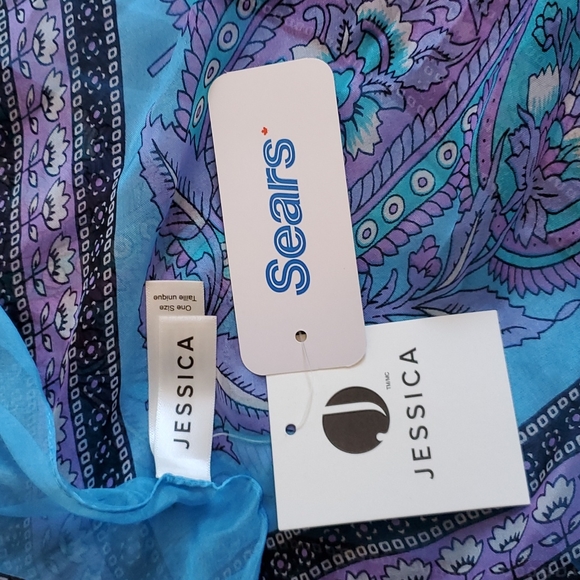 Sears
One Size
Taille unique
JESSICA
TM/MC
JESSICA